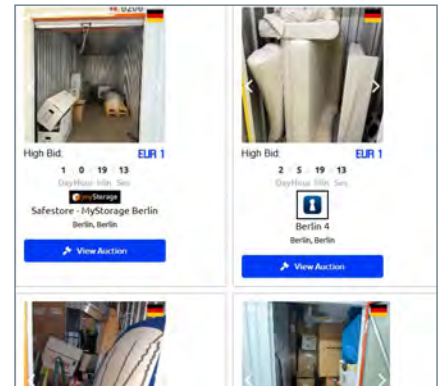 High Bid: EUR 1
1 0 19 13
Day Hour Min Sec
myStorage
Safestore - MyStorage Berlin
Berlin, Berlin
View Auction
High Bid: EUR 1
2 5 19 13
Day Hour Min Sec
Berlin 4
Berlin, Berlin
View Auction